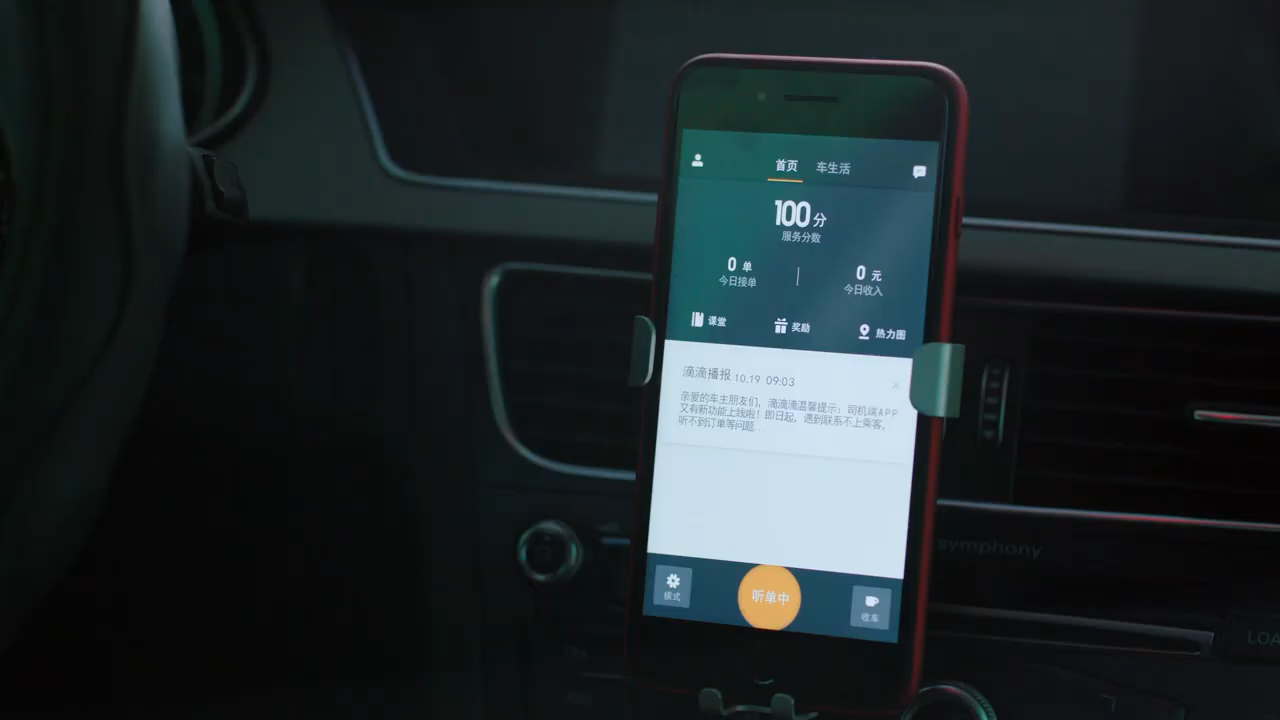 首页 车生活
100分
服务分数
0单 0元
今日接单 今日收入
课堂 奖励 热力图
滴滴播报 10.19 09:03
亲爱的车主朋友们，滴滴滴温馨提示：司机端APP
又有新功能上线啦！即日起，遇到联系不上乘客，
听不到订单等问题...
模式 听单中 收车
symphony
LOA